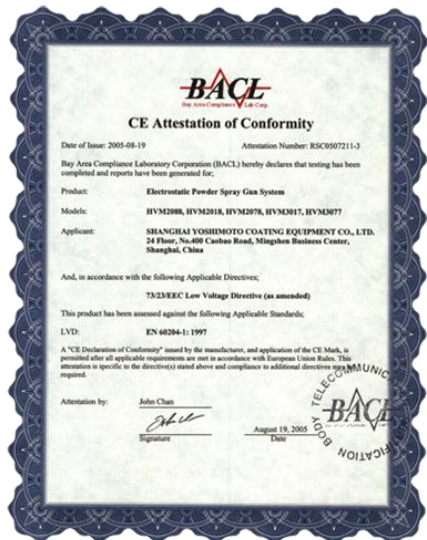 BACL
Bay Area Compliance Lab Corp.
CE Attestation of Conformity
Date of Issue: 2005-08-19 Attestation Number: RSC0507211-3
Bay Area Compliance Laboratory Corporation (BACL) hereby declares that testing has been
completed and reports have been generated for;
Product: Electrostatic Powder Spray Gun System
Models: HVM2088, HVM2018, HVM2078, HVM3017, HVM3077
Applicant: SHANGHAI YOSHIMOTO COATING EQUIPMENT CO., LTD.
24 Floor, No.400 Caobao Road, Mingshen Business Center,
Shanghai, China
And, in accordance with the following Applicable Directives;
73/23/EEC Low Voltage Directive (as amended)
This product has been assessed against the following Applicable Standards;
LVD: EN 60204-1: 1997
A "CE Declaration of Conformity" issued by the manufacturer, and application of the CE Mark, is
permitted after all applicable requirements are met in accordance with European Union Rules. This
attestation is specific to the directive(s) stated above and compliance to additional directives may be
required.
Attestation by: John Chan
Signature
August 19, 2005
Date
TELECOMMUNIC
BACL
BODY